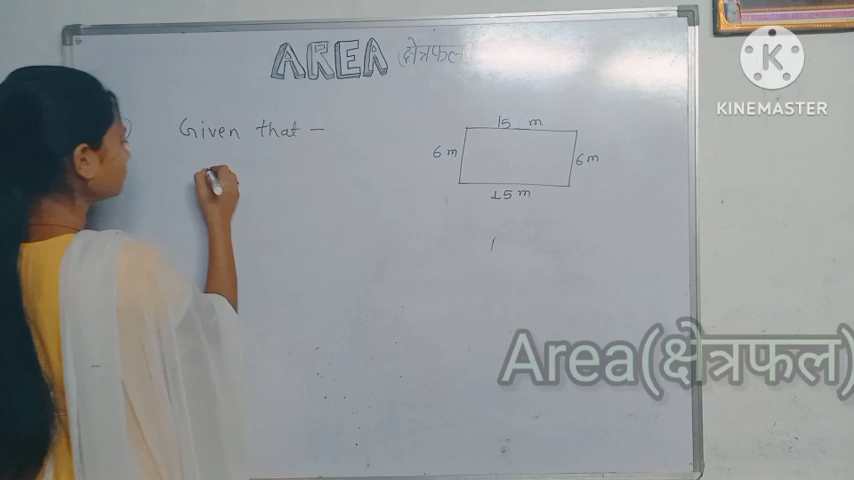 AREA (क्षेत्रफल
KINEMASTER
Given that –
15 m
6 m
6 m
15 m
Area(क्षेत्रफल)